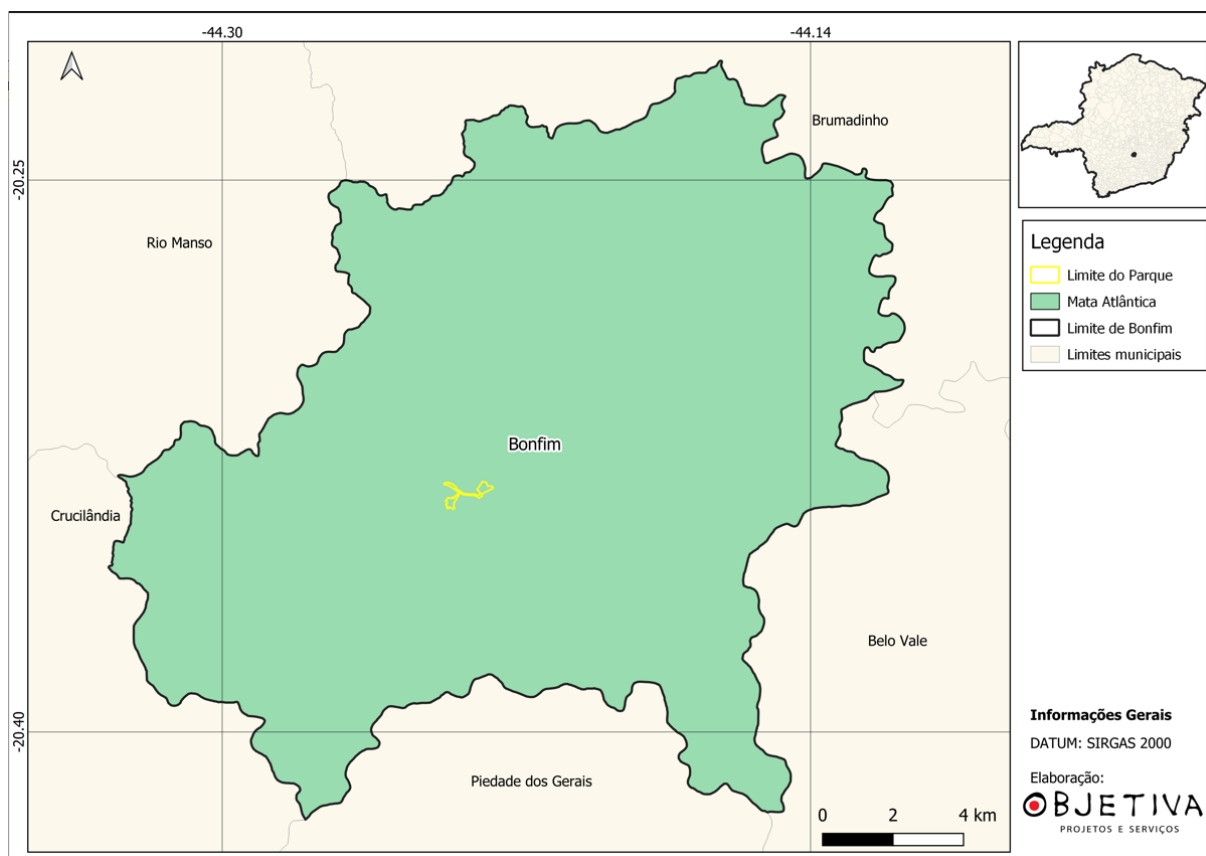 -44.30
-44.14
Brumadinho
-20.25
Rio Manso
Legenda
Limite do Parque
Mata Atlântica
Limite de Bonfim
Limites municipais
Bonfim
Crucilândia
Belo Vale
-20.40
Piedade dos Gerais
0 2 4 km
Informações Gerais
DATUM: SIRGAS 2000
Elaboração:
OBJETIVA
PROJETOS E SERVIÇOS